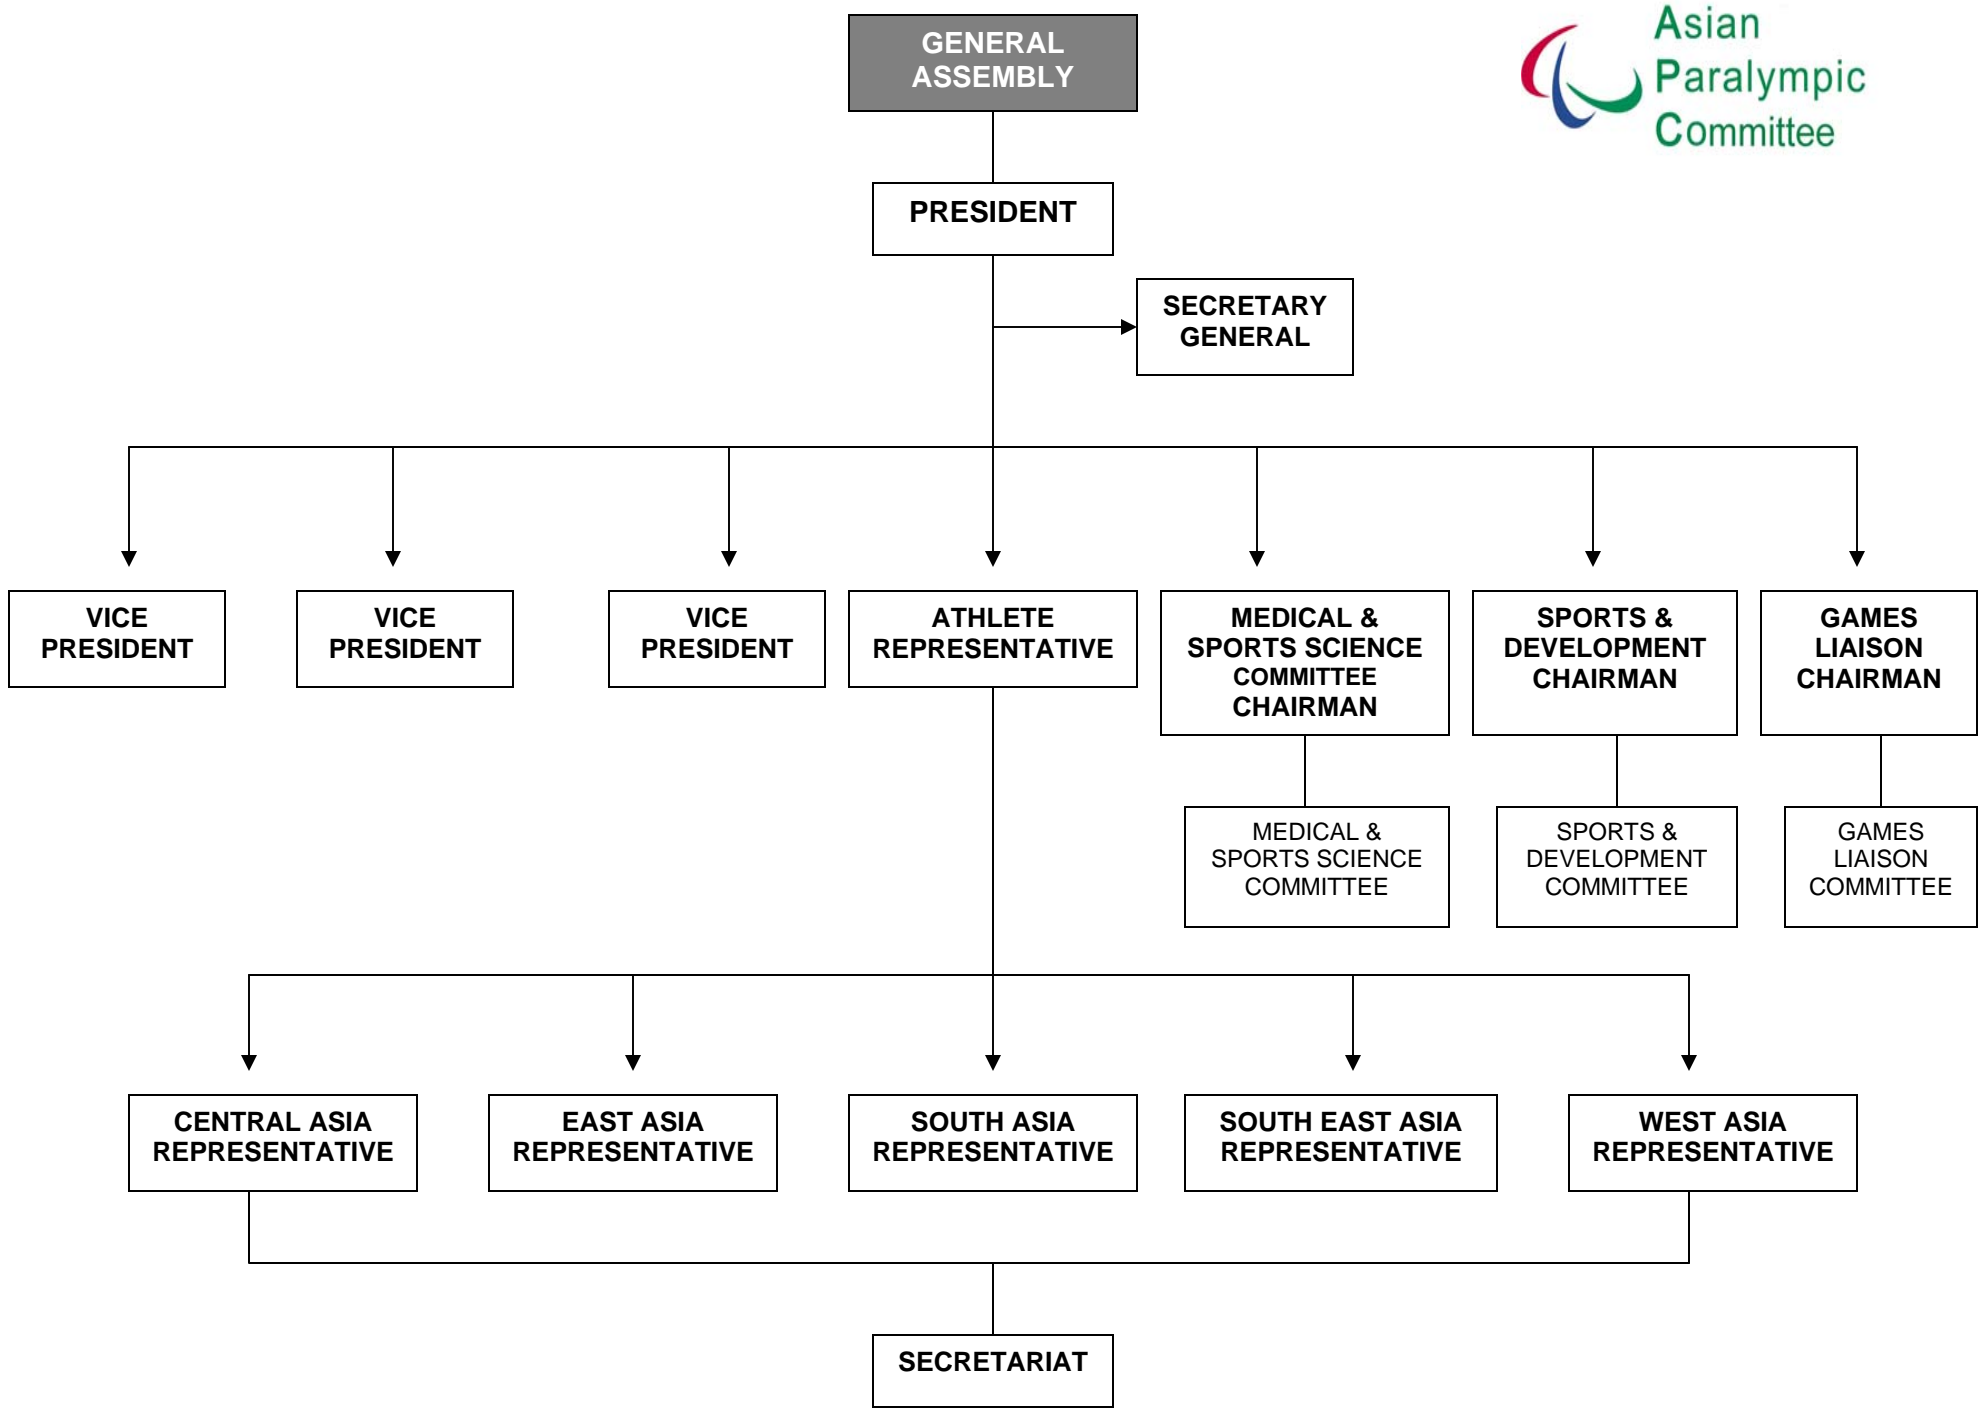 GENERAL
ASSEMBLY
Asian
Paralympic
Committee
PRESIDENT
SECRETARY
GENERAL
VICE
PRESIDENT
VICE
PRESIDENT
VICE
PRESIDENT
ATHLETE
REPRESENTATIVE
MEDICAL &
SPORTS SCIENCE
COMMITTEE
CHAIRMAN
SPORTS &
DEVELOPMENT
CHAIRMAN
GAMES
LIAISON
CHAIRMAN
MEDICAL &
SPORTS SCIENCE
COMMITTEE
SPORTS &
DEVELOPMENT
COMMITTEE
GAMES
LIAISON
COMMITTEE
CENTRAL ASIA
REPRESENTATIVE
EAST ASIA
REPRESENTATIVE
SOUTH ASIA
REPRESENTATIVE
SOUTH EAST ASIA
REPRESENTATIVE
WEST ASIA
REPRESENTATIVE
SECRETARIAT